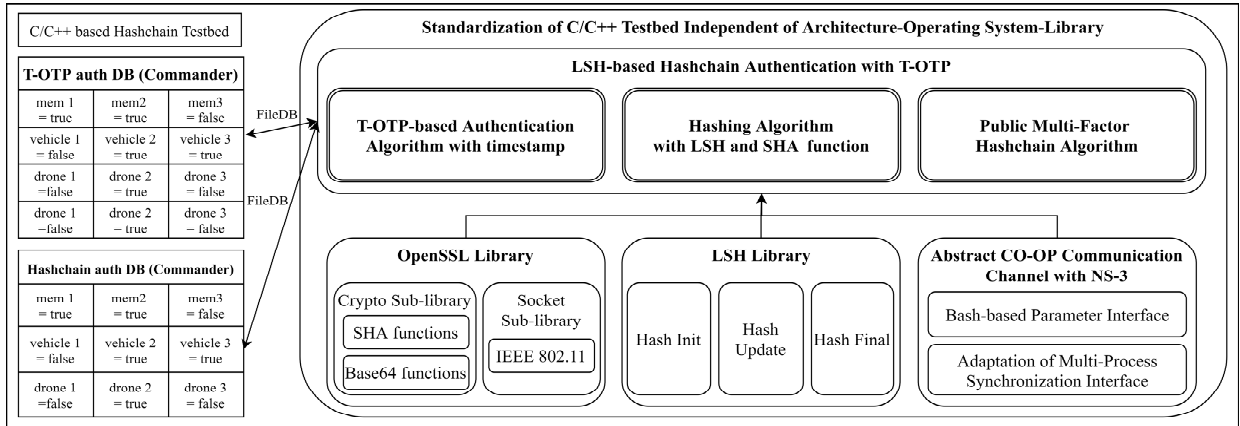 C/C++ based Hashchain Testbed
T-OTP auth DB (Commander)
mem 1 mem2 mem3
= true = true = false
vehicle 1 vehicle 2 vehicle 3
= false = true = true
drone 1 drone 2 drone 3
=false = true = false
drone 1 drone 2 drone 3
=false = true = false
Hashchain auth DB (Commander)
mem 1 mem2 mem3
= true = true = false
vehicle 1 vehicle 2 vehicle 3
= false = true = true
drone 1 drone 2 drone 3
=false = true = false
FileDB
FileDB
Standardization of C/C++ Testbed Independent of Architecture-Operating System-Library
LSH-based Hashchain Authentication with T-OTP
T-OTP-based Authentication
Algorithm with timestamp
Hashing Algorithm
with LSH and SHA function
Public Multi-Factor
Hashchain Algorithm
OpenSSL Library
Crypto Sub-library
SHA functions
Base64 functions
Socket
Sub-library
IEEE 802.11
LSH Library
Hash Init
Hash
Update
Hash Final
Abstract CO-OP Communication
Channel with NS-3
Bash-based Parameter Interface
Adaptation of Multi-Process
Synchronization Interface